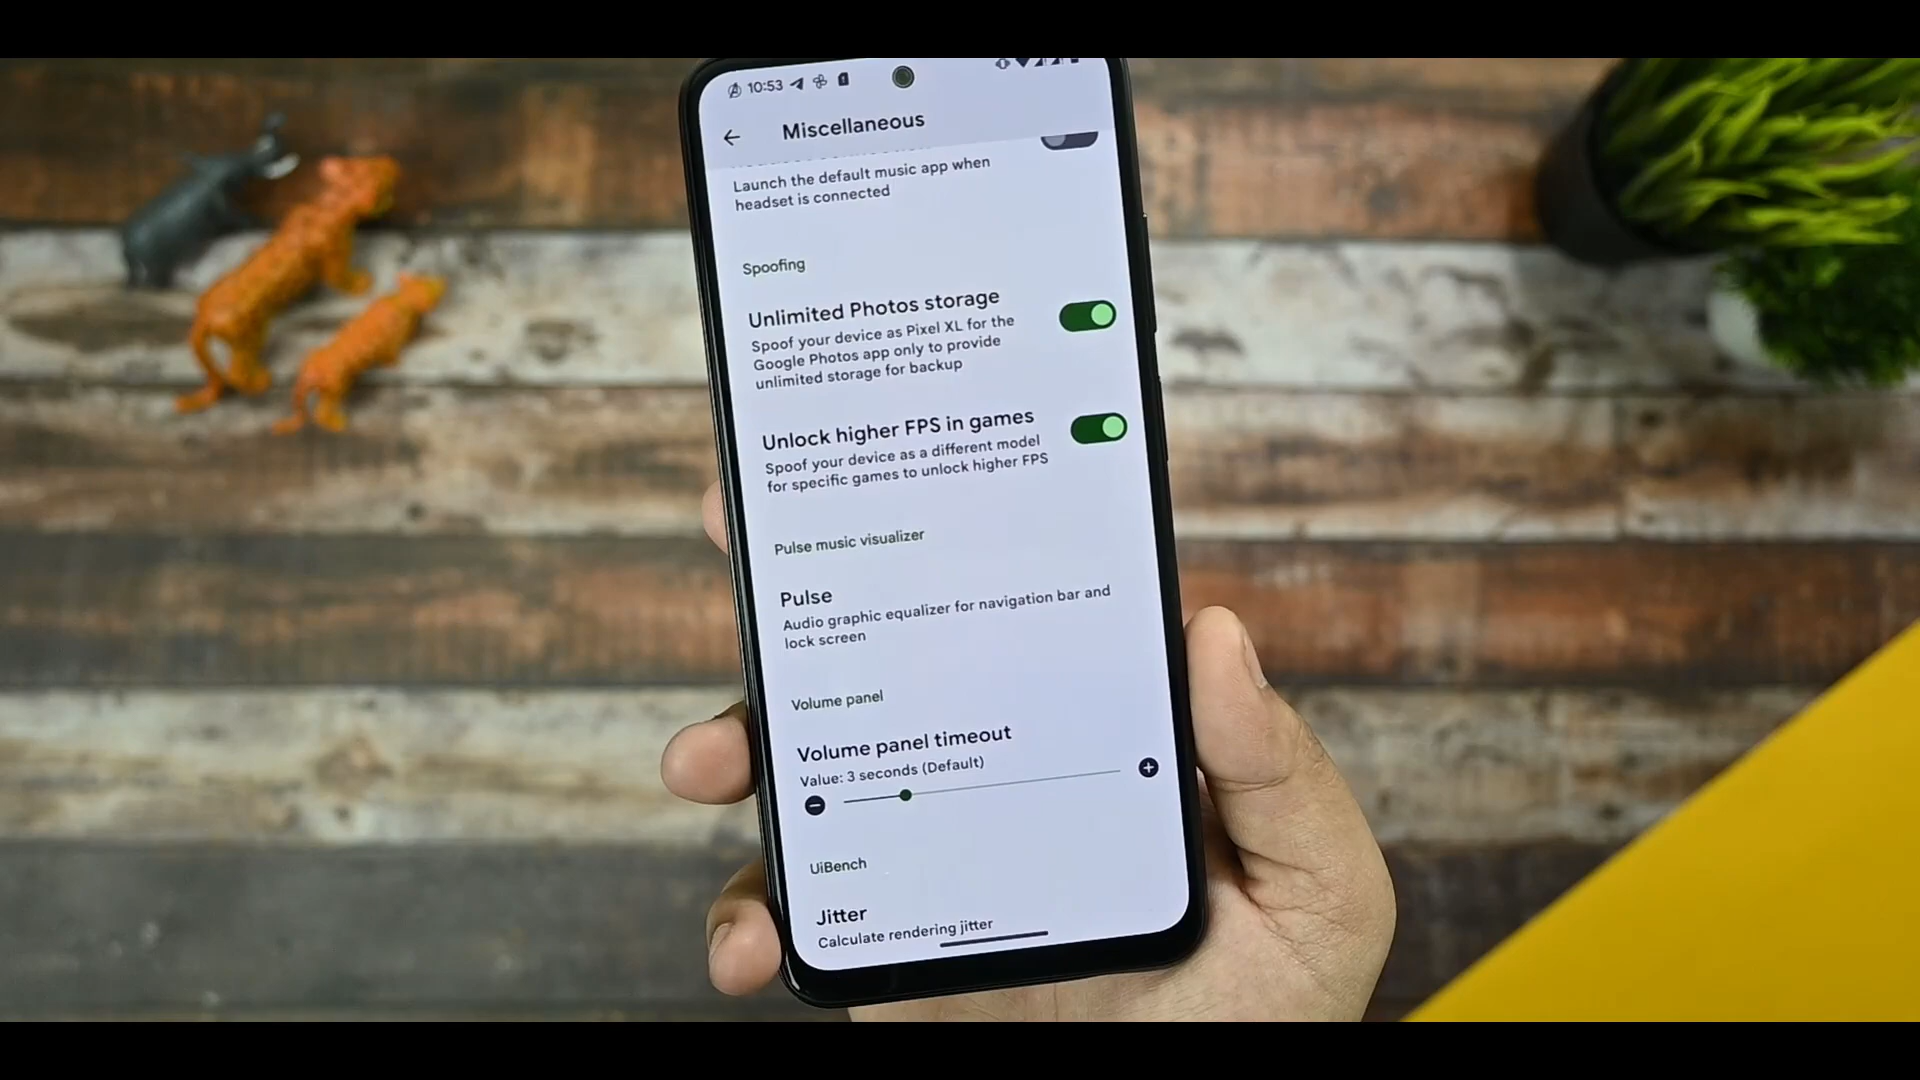 10:53
Miscellaneous
Launch the default music app when
headset is connected
Spoofing
Unlimited Photos storage
Spoof your device as Pixel XL for the
Google Photos app only to provide
unlimited storage for backup
Unlock higher FPS in games
Spoof your device as a different model
for specific games to unlock higher FPS
Pulse music visualizer
Pulse
Audio graphic equalizer for navigation bar and
lock screen
Volume panel
Volume panel timeout
Value: 3 seconds (Default)
UiBench
Jitter
Calculate rendering jitter